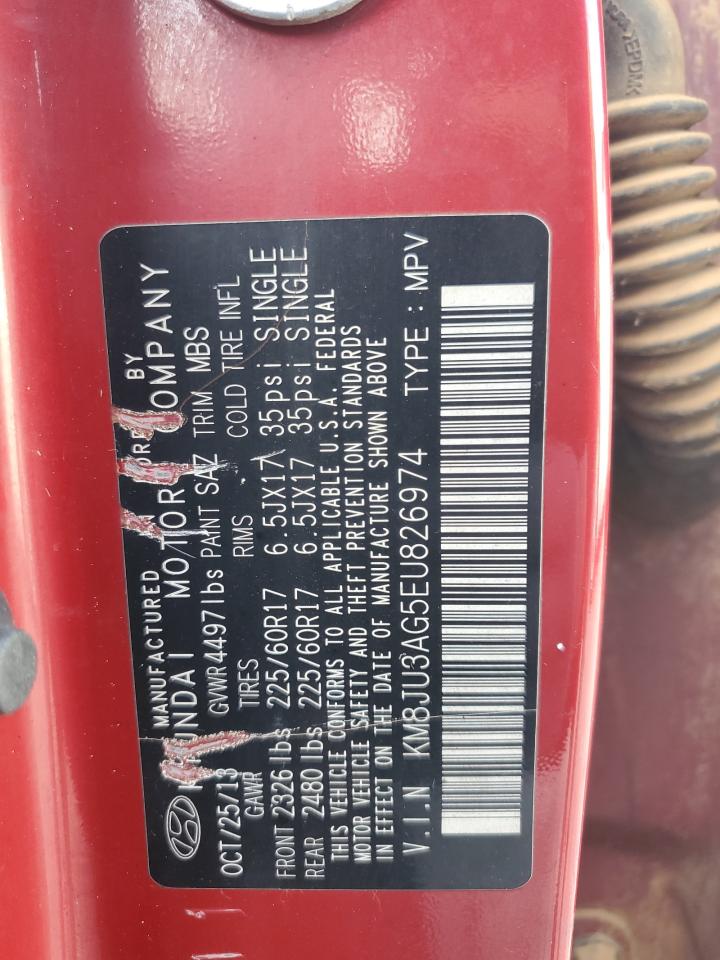 MANUFACTURED BY
HYUNDAI MOTOR COMPANY
OCT/25/13 GVWR 4497 lbs PAINT SAZ TRIM MBS
GAWR TIRES RIMS COLD TIRE INFL
FRONT 2326 lbs 225/60R17 6.5JX17 35psi SINGLE
REAR 2480 lbs 225/60R17 6.5JX17 35psi SINGLE
THIS VEHICLE CONFORMS TO ALL APPLICABLE U.S.A. FEDERAL
MOTOR VEHICLE SAFETY AND THEFT PREVENTION STANDARDS
IN EFFECT ON THE DATE OF MANUFACTURE SHOWN ABOVE
V.I.N KM8JU3AG5EU826974 TYPE : MPV
>EPDM<